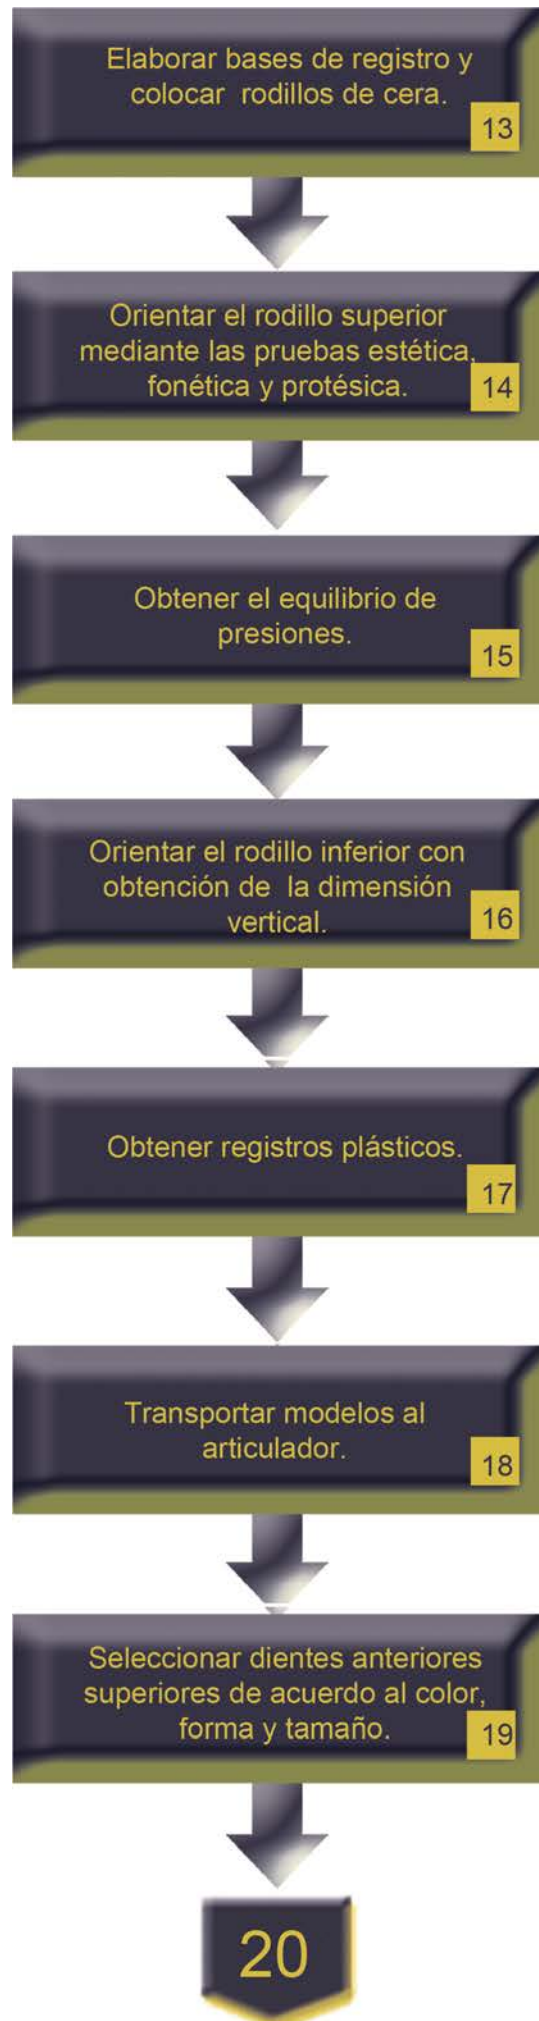 Elaborar bases de registro y
colocar rodillos de cera.
13
Orientar el rodillo superior
mediante las pruebas estética,
fonética y protésica.
14
Obtener el equilibrio de
presiones.
15
Orientar el rodillo inferior con
obtención de la dimensión
vertical.
16
Obtener registros plásticos.
17
Transportar modelos al
articulador.
18
Seleccionar dientes anteriores
superiores de acuerdo al color,
forma y tamaño.
19
20